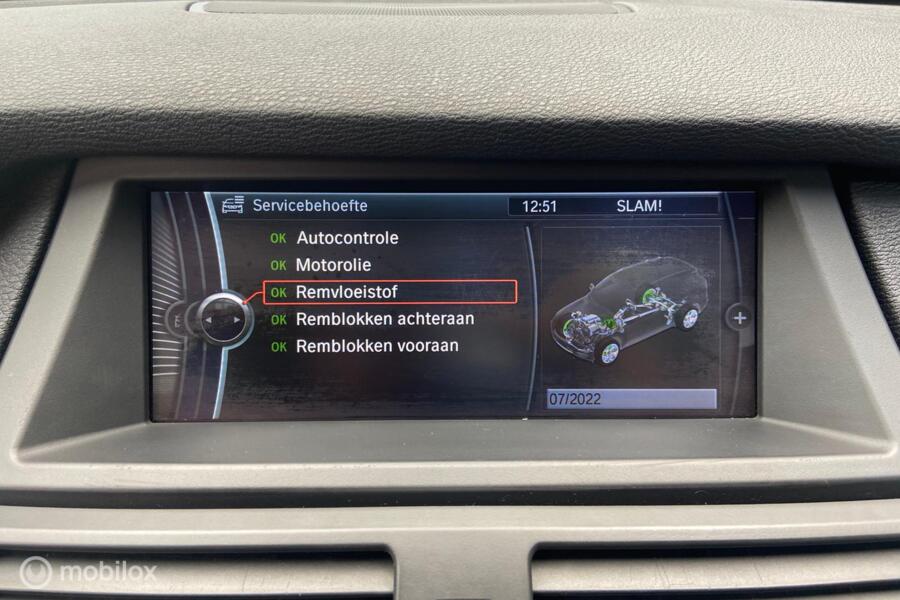 Servicebehoefte
12:51
SLAM!
OK Autocontrole
OK Motorolie
OK Remvloeistof
OK Remblokken achteraan
OK Remblokken vooraan
07/2022
mobilox